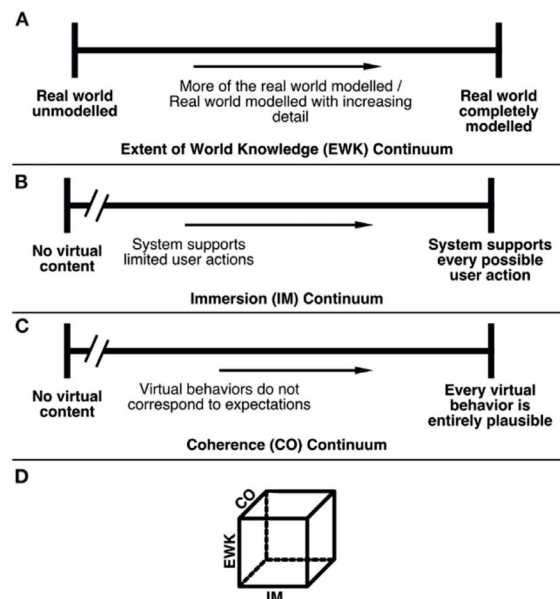 A
Real world
unmodelled
More of the real world modelled /
Real world modelled with increasing
detail
Real world
completely
modelled
Extent of World Knowledge (EWK) Continuum
B
No virtual
content
System supports
limited user actions
System supports
every possible
user action
Immersion (IM) Continuum
C
No virtual
content
Virtual behaviors do not
correspond to expectations
Every virtual
behavior is
entirely plausible
Coherence (CO) Continuum
D
CO
EWK
IM